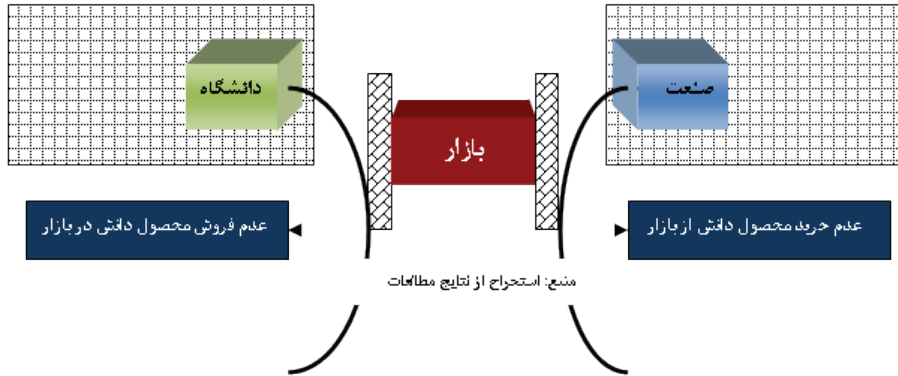 صنعت
دانشگاه
بازار
عدم خرید محصول دانش از بازار
عدم فروش محصول دانش در بازار
منبع: استخراج از نتایج مطالعات